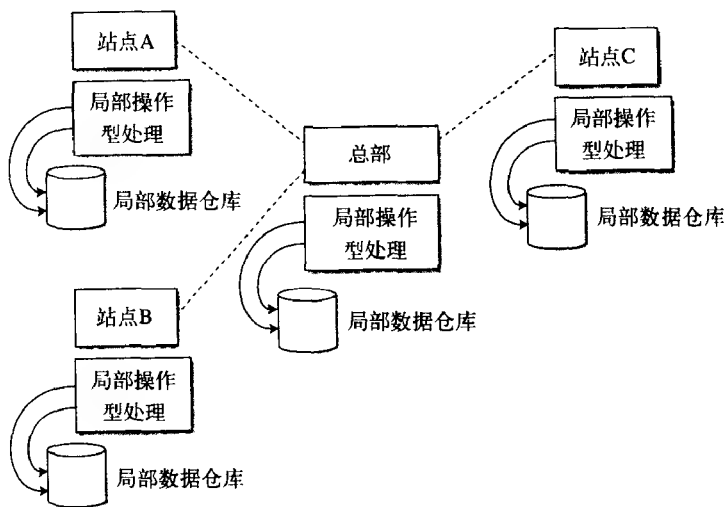 站点A
局部操作
型处理
局部数据仓库
站点C
局部操作
型处理
局部数据仓库
总部
局部操作
型处理
局部数据仓库
站点B
局部操作
型处理
局部数据仓库